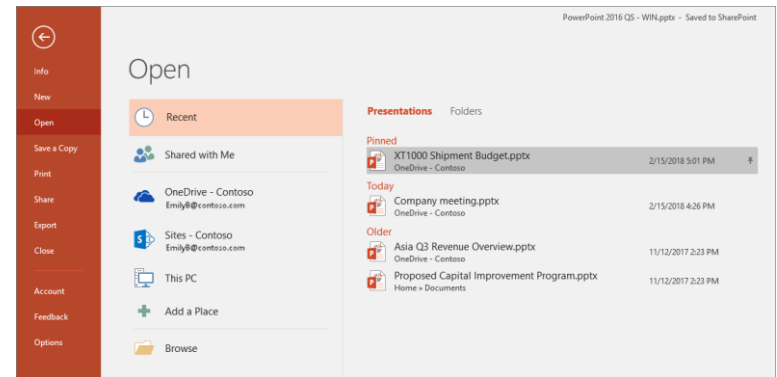 PowerPoint 2016 QS - WIN.pptx - Saved to SharePoint
Info
New
Open
Save a Copy
Print
Share
Export
Close
Account
Feedback
Options
Open
Recent
Shared with Me
OneDrive - Contoso
EmilyB@contoso.com
Sites - Contoso
EmilyB@contoso.com
This PC
Add a Place
Browse
Presentations Folders
Pinned
XT1000 Shipment Budget.pptx
OneDrive - Contoso
2/15/2018 5:01 PM
Today
Company meeting.pptx
OneDrive - Contoso
2/15/2018 4:26 PM
Older
Asia Q3 Revenue Overview.pptx
OneDrive - Contoso
11/12/2017 2:23 PM
Proposed Capital Improvement Program.pptx
Home » Documents
11/12/2017 2:23 PM